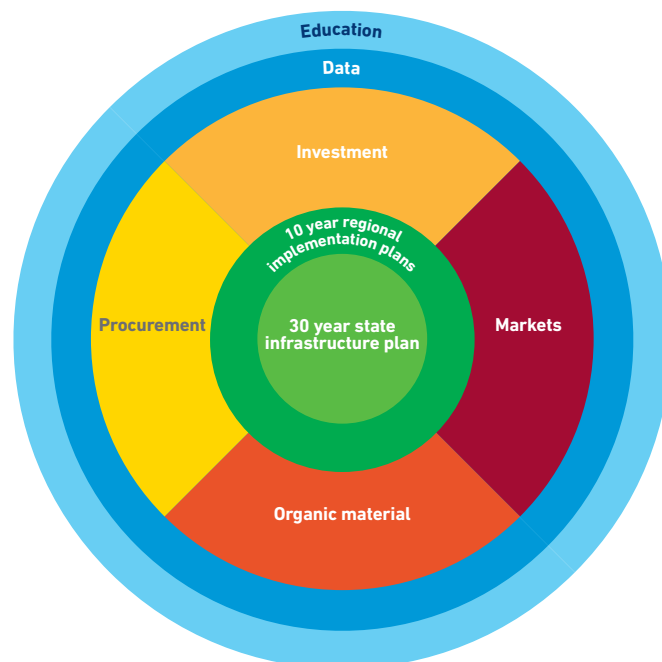 Education
Data
Investment
10 year regional
implementation plans
Procurement
30 year state
infrastructure plan
Markets
Organic material